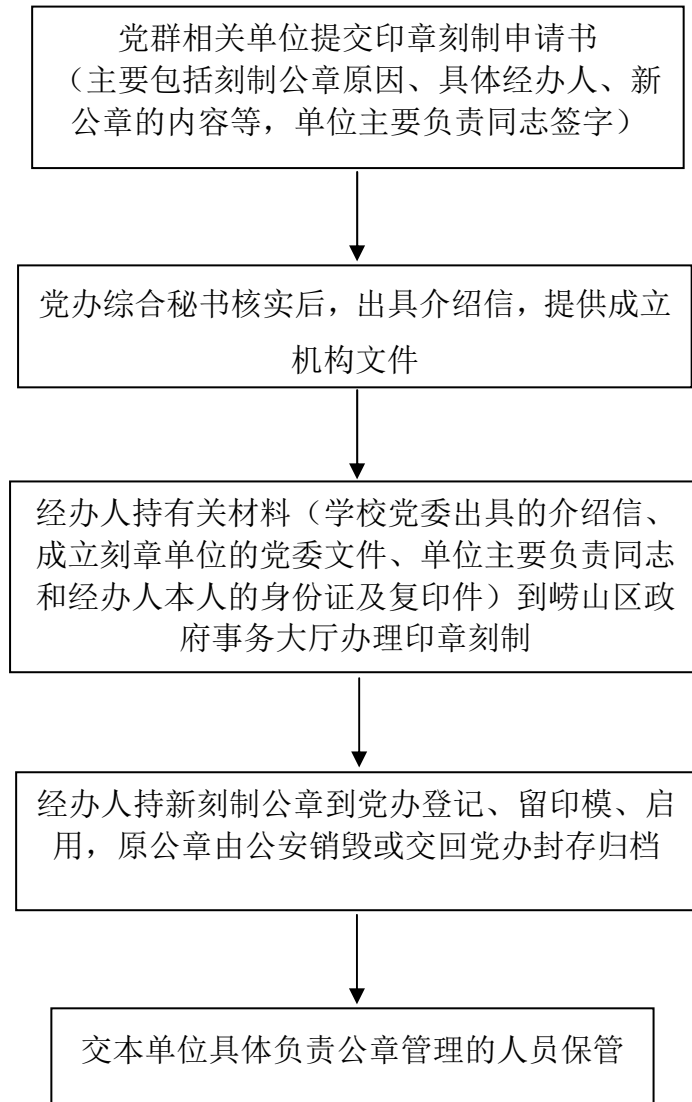 党群相关单位提交印章刻制申请书
（主要包括刻制公章原因、具体经办人、新
公章的内容等，单位主要负责同志签字）
党办综合秘书核实后，出具介绍信，提供成立
机构文件
经办人持有关材料（学校党委出具的介绍信、
成立刻章单位的党委文件、单位主要负责同志
和经办人本人的身份证及复印件）到崂山区政
府事务大厅办理印章刻制
经办人持新刻制公章到党办登记、留印模、启
用，原公章由公安销毁或交回党办封存归档
交本单位具体负责公章管理的人员保管